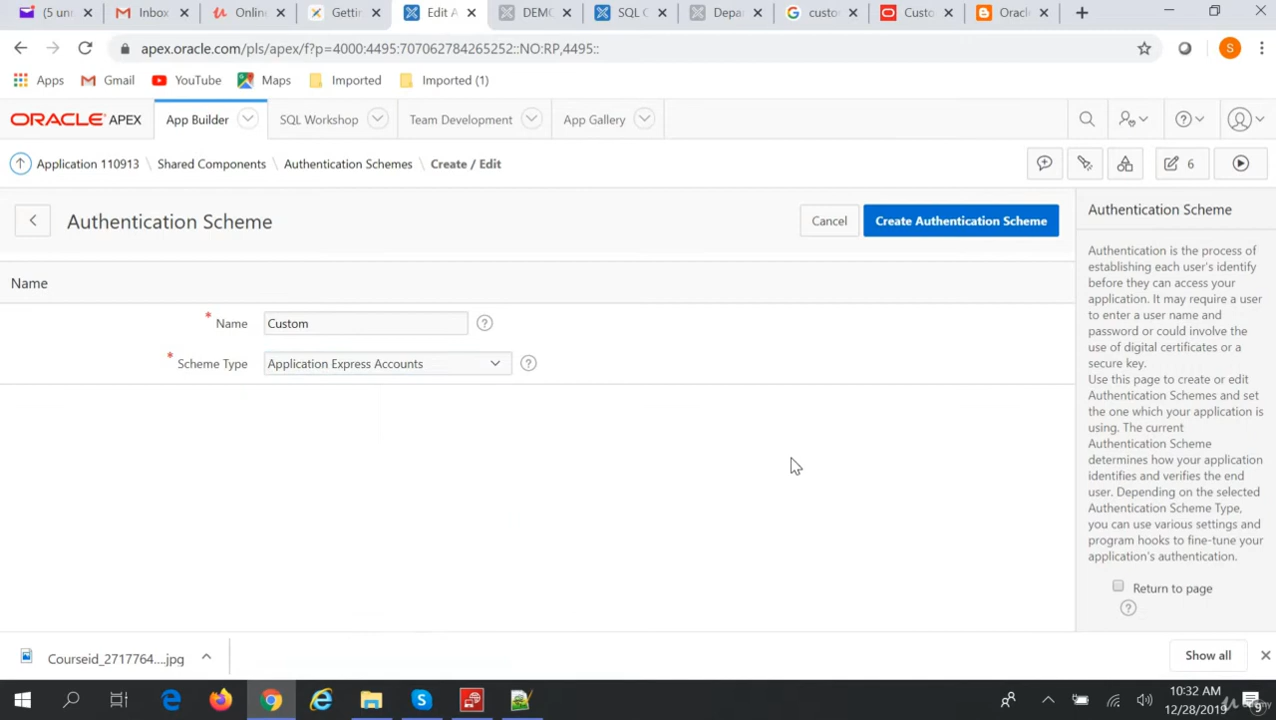 (5 unr
Inbox
Onlin
Gettin
Edit A
DEMC
SQL C
Depa
custo
Custo
Oracl
apex.oracle.com/pls/apex/f?p=4000:4495:707062784265252::NO:RP,4495::
S
Apps
Gmail
YouTube
Maps
Imported
Imported (1)
ORACLE APEX
App Builder
SQL Workshop
Team Development
App Gallery
Application 110913 \ Shared Components \ Authentication Schemes \ Create / Edit
6
Authentication Scheme
Cancel
Create Authentication Scheme
Name
* Name
Custom
* Scheme Type
Application Express Accounts
Authentication Scheme
Authentication is the process of
establishing each user's identify
before they can access your
application. It may require a user
to enter a user name and
password or could involve the
use of digital certificates or a
secure key.
Use this page to create or edit
Authentication Schemes and set
the one which your application is
using. The current
Authentication Scheme
determines how your application
identifies and verifies the end
user. Depending on the selected
Authentication Scheme Type,
you can use various settings and
program hooks to fine-tune your
application's authentication.
Return to page
Courseid_2717764....jpg
Show all
10:32 AM
12/28/2019